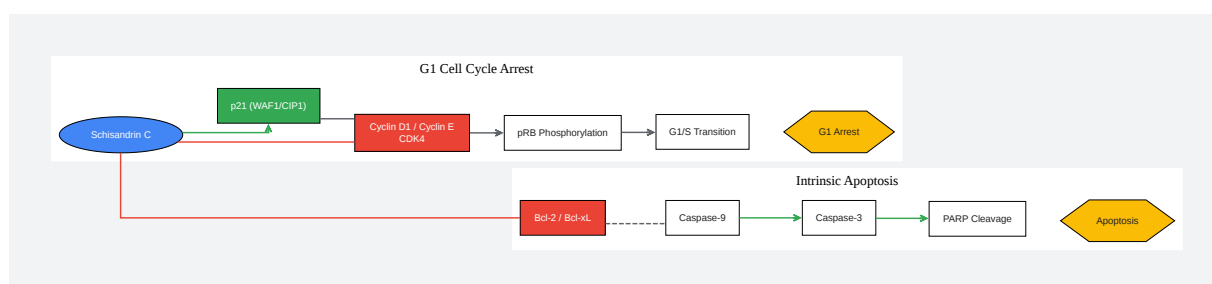 G1 Cell Cycle Arrest
p21 (WAF1/CIP1)
Schisandrin C
Cyclin D1 / Cyclin E
CDK4
pRB Phosphorylation
G1/S Transition
G1 Arrest
Intrinsic Apoptosis
Bcl-2 / Bcl-xL
Caspase-9
Caspase-3
PARP Cleavage
Apoptosis